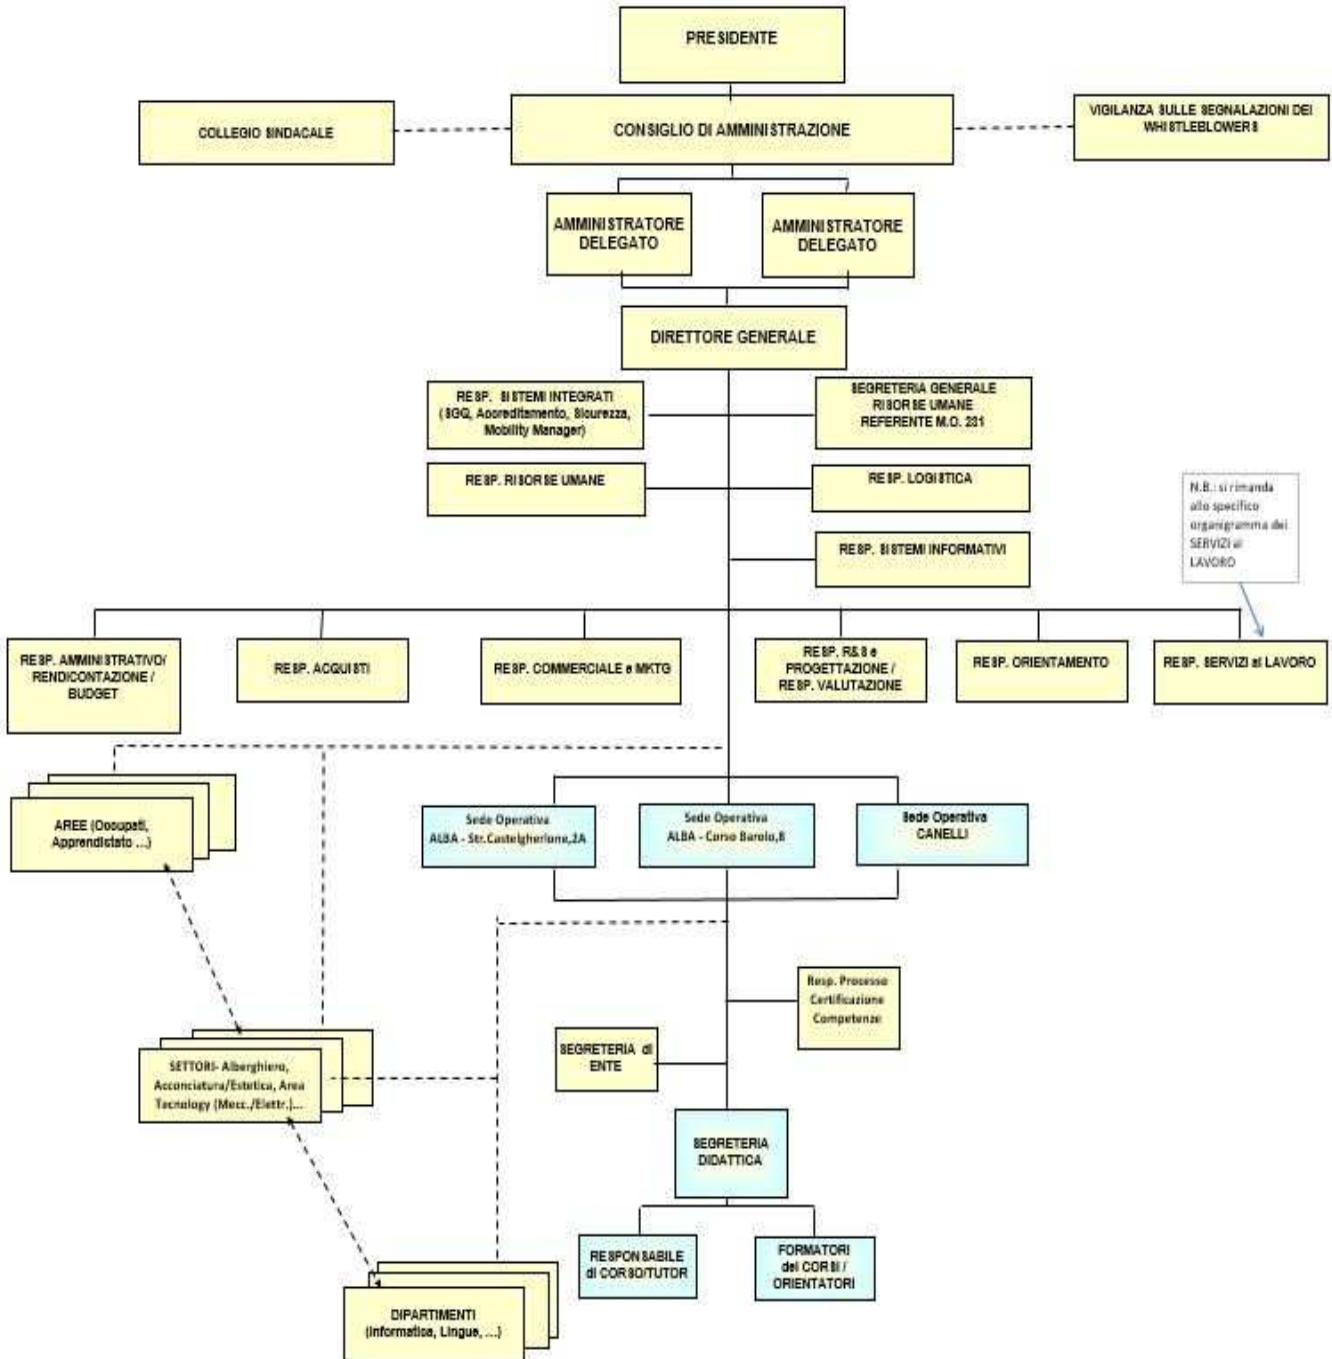 PRESIDENTE
COLLEGIO SINDACALE
CONSIGLIO DI AMMINISTRAZIONE
VIGILANZA SULLE SEGNALAZIONI DEI
WHISTLEBLOWERS
AMMINISTRATORE
DELEGATO
AMMINISTRATORE
DELEGATO
DIRETTORE GENERALE
RESP. SISTEMI INTEGRATI
(SGQ, Accreditamento, Sicurezza,
Mobility Manager)
SEGRETERIA GENERALE
RISORSE UMANE
REFERENTE M.O. 231
RESP. RISORSE UMANE
RESP. LOGISTICA
N.B.: si rimanda
allo specifico
organigramma dei
SERVIZI al
LAVORO
RESP. SISTEMI INFORMATIVI
RESP. AMMINISTRATIVO/
RENDICONTAZIONE /
BUDGET
RESP. ACQUISTI
RESP. COMMERCIALE e MKTG
RESP. R&S e
PROGETTAZIONE /
RESP. VALUTAZIONE
RESP. ORIENTAMENTO
RESP. SERVIZI al LAVORO
AREE (Occupati,
Apprendistato ...)
Sede Operativa
ALBA - Str.Castelgherlone,2A
Sede Operativa
ALBA - Corso Barolo,8
Sede Operativa
CANELLI
Resp. Processo
Certificazione
Competenze
SEGRETERIA di
ENTE
SETTORI- Alberghiero,
Acconciatura/Estetica, Area
Tecnology (Mecc./Elettr.)...
SEGRETERIA
DIDATTICA
RESPONSABILE
di CORSO/TUTOR
FORMATORI
dei CORSI /
ORIENTATORI
DIPARTIMENTI
(Informatica, Lingue, ...)